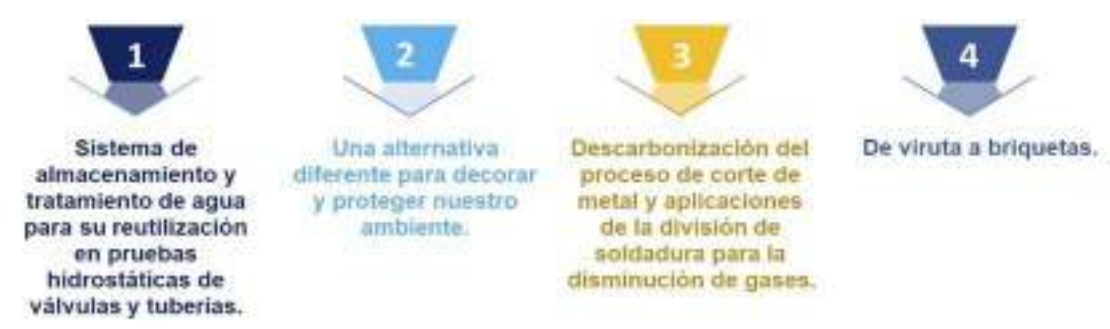 1
Sistema de
almacenamiento y
tratamiento de agua
para su reutilización
en pruebas
hidrostáticas de
válvulas y tuberías.
2
Una alternativa
diferente para decorar
y proteger nuestro
ambiente.
3
Descarbonización del
proceso de corte de
metal y aplicaciones
de la división de
soldadura para la
disminución de gases.
4
De viruta a briquetas.